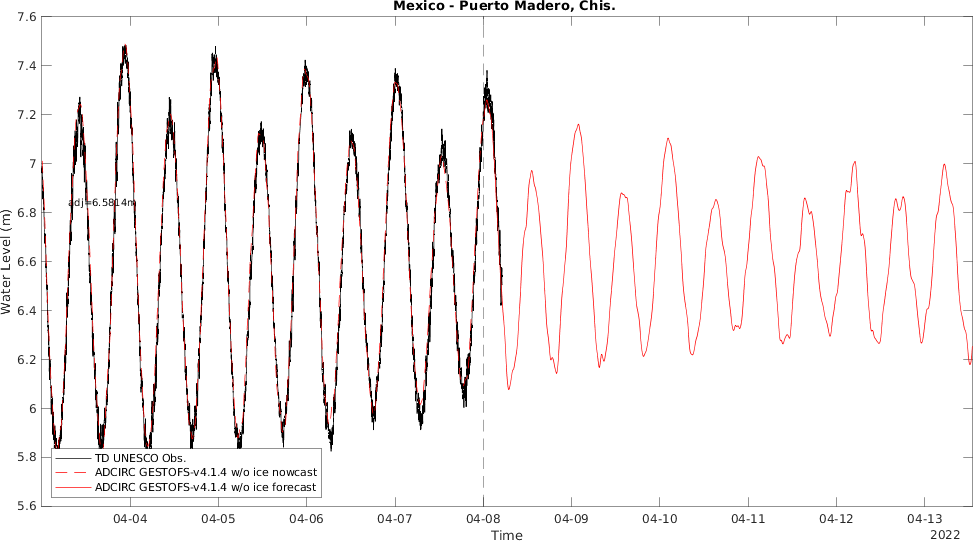 Mexico - Puerto Madero, Chis.
7.6
7.4
7.2
7
6.8
6.6
6.4
6.2
6
5.8
5.6
Water Level (m)
adj=6.5814m
TD UNESCO Obs.
ADCIRC GESTOFS-v4.1.4 w/o ice nowcast
ADCIRC GESTOFS-v4.1.4 w/o ice forecast
04-04 04-05 04-06 04-07 04-08 04-09 04-10 04-11 04-12 04-13
Time
2022